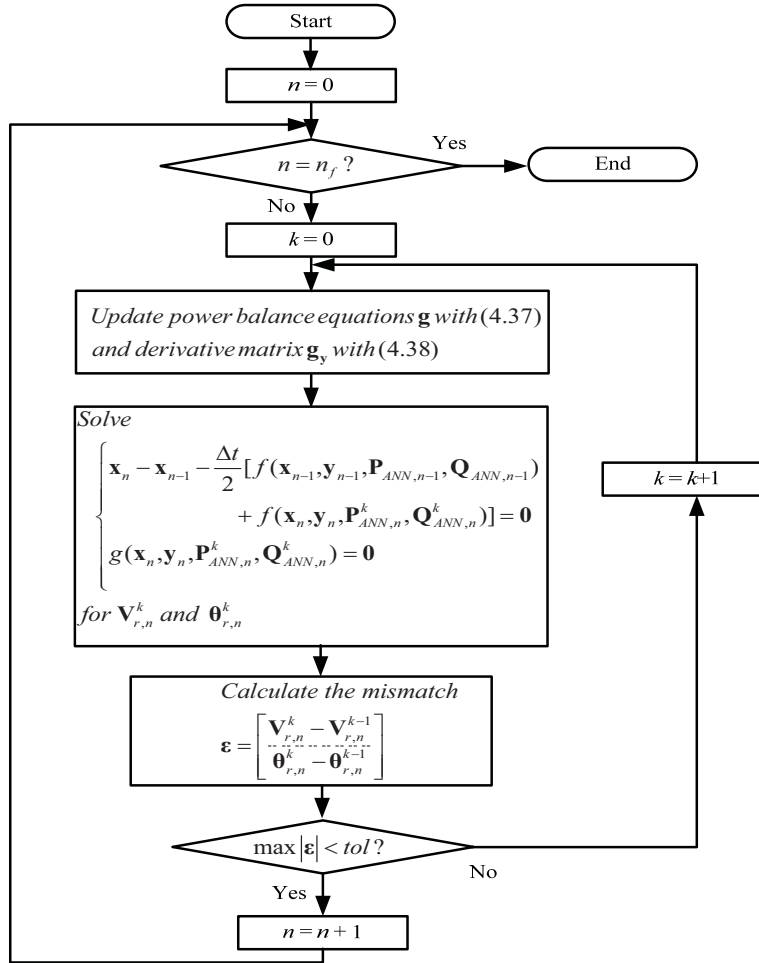 Start
n = 0
n = n_f ?
Yes
End
No
k = 0
Update power balance equations g with (4.37)
and derivative matrix g_y with (4.38)
Solve
x_n − x_{n−1} − Δt/2 [ f(x_{n−1}, y_{n−1}, P_{ANN,n−1}, Q_{ANN,n−1})
+ f(x_n, y_n, P^k_{ANN,n}, Q^k_{ANN,n})] = 0
g(x_n, y_n, P^k_{ANN,n}, Q^k_{ANN,n}) = 0
for V^k_{r,n} and θ^k_{r,n}
k = k+1
Calculate the mismatch
ε = [ V^k_{r,n} − V^{k−1}_{r,n}
θ^k_{r,n} − θ^{k−1}_{r,n} ]
max |ε| < tol ?
No
Yes
n = n + 1